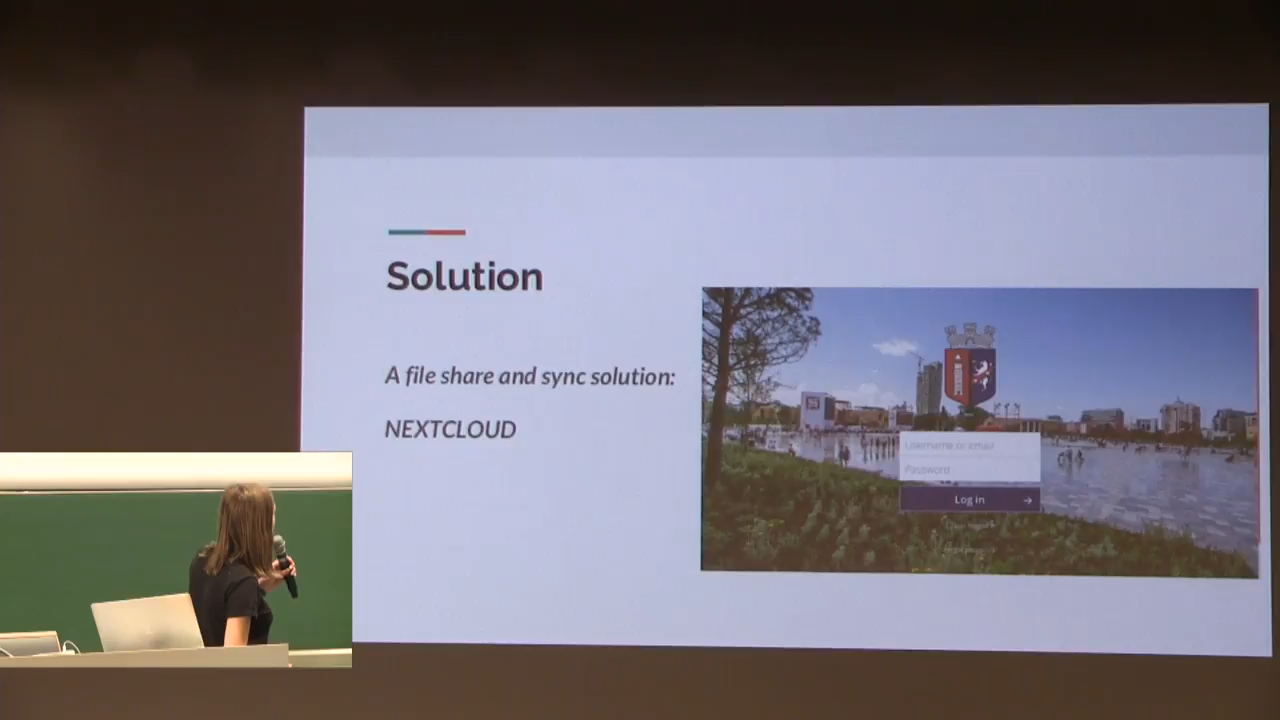 Solution
A file share and sync solution:
NEXTCLOUD
Username or email
Password
Log in